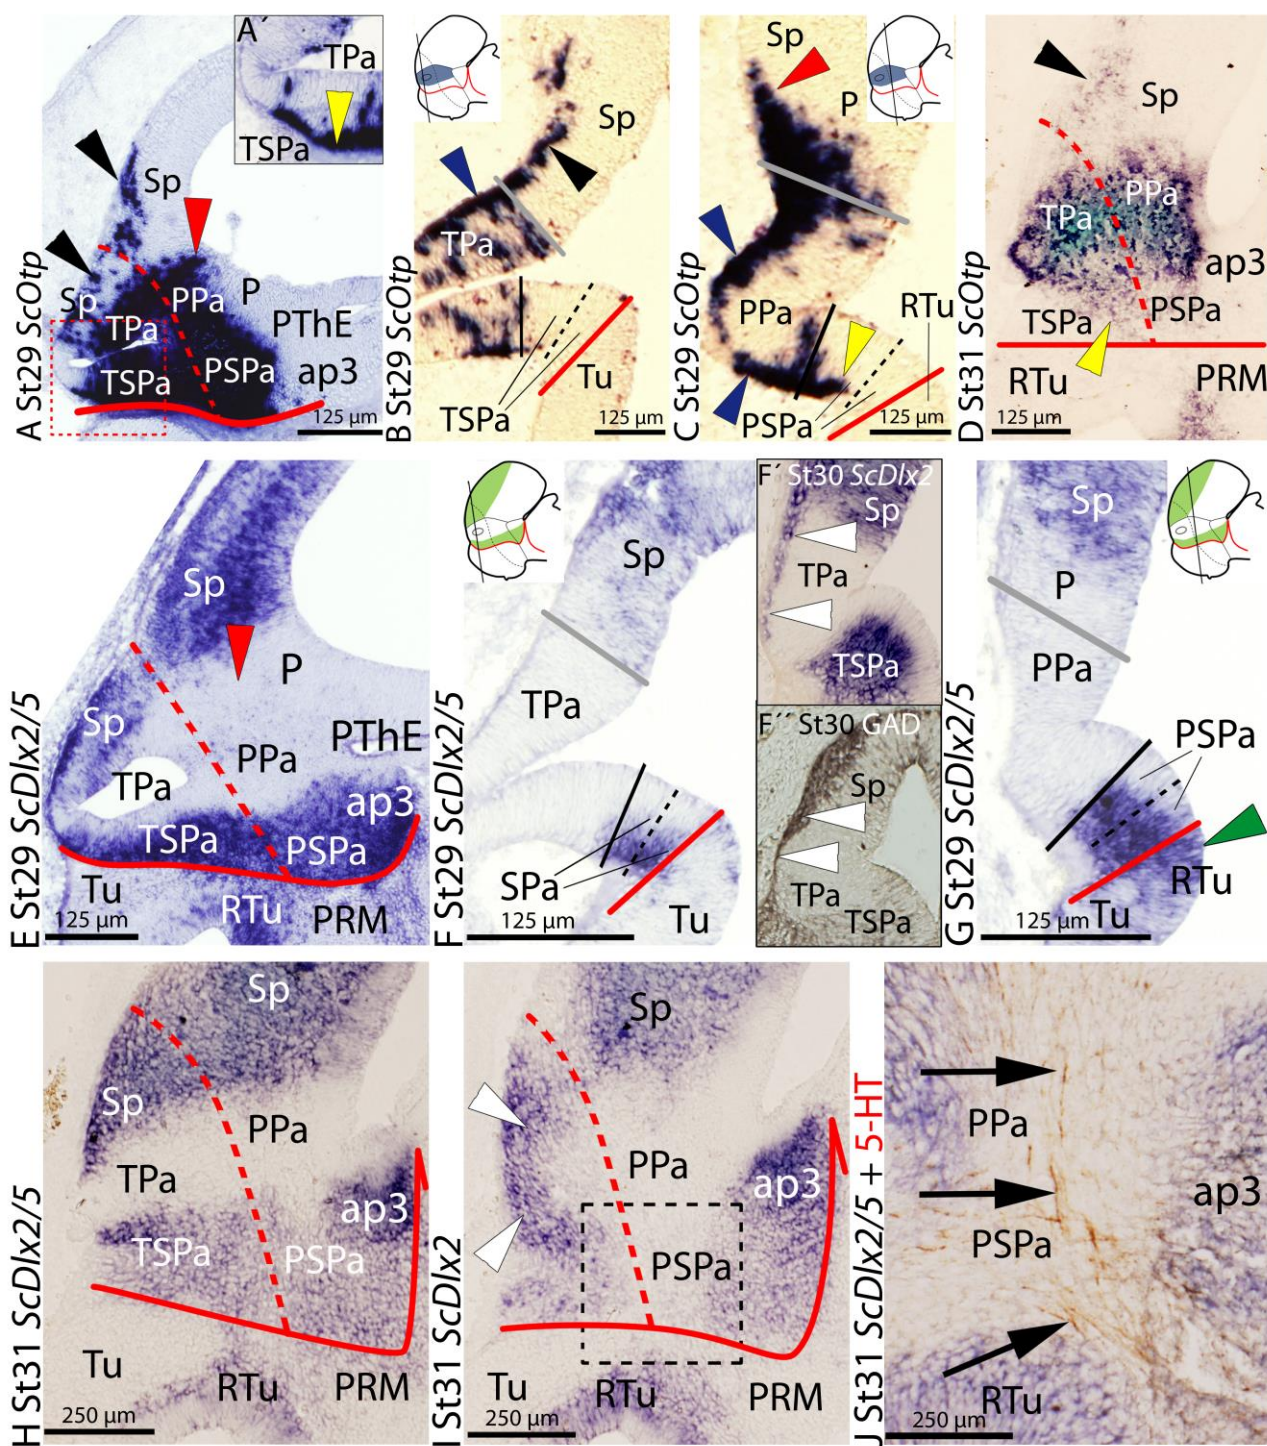 A St29 ScOtp
A´
TPa
TSPa
Sp
Sp
PPa
P
PThE
TPa
TSPa
PSPa
ap3
125 µm
B St29 ScOtp
Sp
TPa
TSPa
Tu
125 µm
C St29 ScOtp
Sp
P
PPa
RTu
PSPa
125 µm
D St31 ScOtp
Sp
PPa
TPa
ap3
TSPa
PSPa
RTu
PRM
125 µm
E St29 ScDlx2/5
Sp
P
Sp
PThE
PPa
TPa
ap3
TSPa
PSPa
Tu
RTu
PRM
125 µm
F St29 ScDlx2/5
Sp
TPa
SPa
Tu
125 µm
F´ St30 ScDlx2
Sp
TPa
TSPa
F´´ St30 GAD
Sp
TPa
TSPa
G St29 ScDlx2/5
Sp
P
PPa
PSPa
RTu
Tu
125 µm
H St31 ScDlx2/5
Sp
Sp
PPa
TPa
ap3
TSPa
PSPa
Tu
RTu
PRM
250 µm
I St31 ScDlx2
Sp
PPa
ap3
PSPa
Tu
RTu
PRM
250 µm
J St31 ScDlx2/5 + 5-HT
PPa
ap3
PSPa
RTu
250 µm